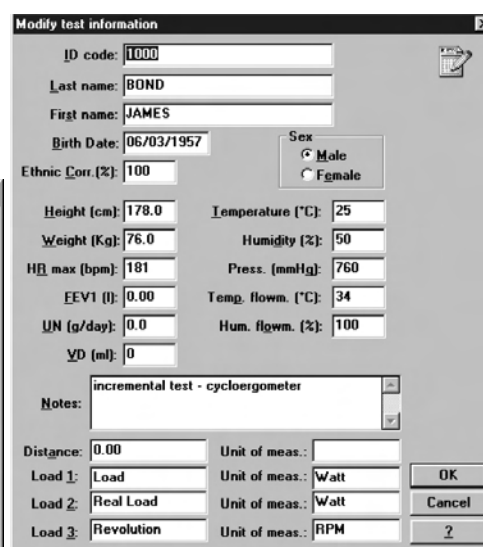 Modify test information
ID code: 1000
Last name: BOND
First name: JAMES
Birth Date: 06/03/1957
Sex
Male
Female
Ethnic Corr.(%): 100
Height (cm): 178.0 Temperature (°C): 25
Weight (Kg): 76.0 Humidity (%): 50
HR max (bpm): 181 Press. (mmHg): 760
FEV1 (l): 0.00 Temp. flowm. (°C): 34
UN (g/day): 0.0 Hum. flowm. (%): 100
VD (ml): 0
Notes: incremental test - cycloergometer
Distance: 0.00 Unit of meas.:
Load 1: Load Unit of meas.: Watt OK
Load 2: Real Load Unit of meas.: Watt Cancel
Load 3: Revolution Unit of meas.: RPM ?